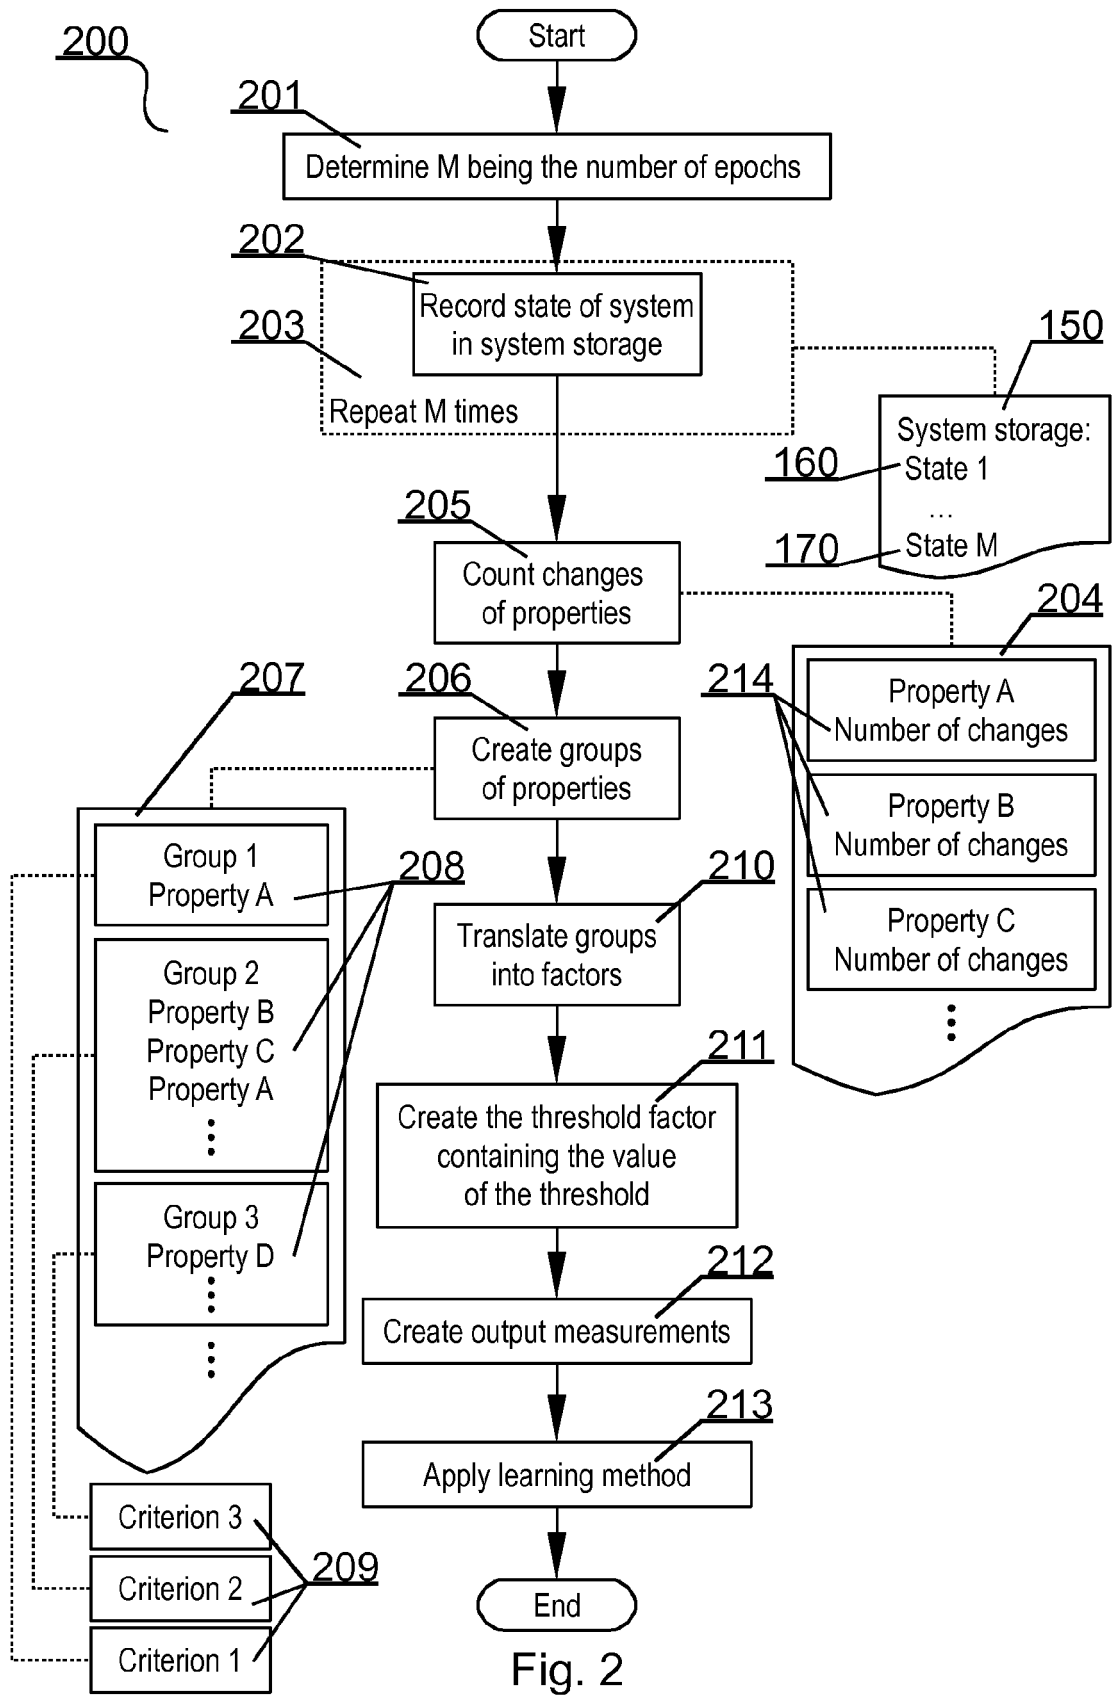 Start
200
201
Determine M being the number of epochs
202
Record state of system
in system storage
203
Repeat M times
150
System storage:
160
State 1
...
170
State M
205
Count changes
of properties
204
214
Property A
Number of changes
Property B
Number of changes
Property C
Number of changes
206
Create groups
of properties
207
208
Group 1
Property A
Group 2
Property B
Property C
Property A
Group 3
Property D
210
Translate groups
into factors
211
Create the threshold factor
containing the value
of the threshold
212
Create output measurements
213
Apply learning method
Criterion 3
Criterion 2
Criterion 1
209
End
Fig. 2